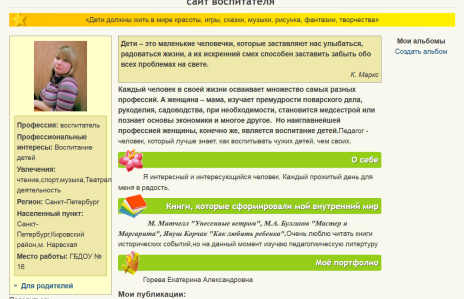 сайт воспитателя
«Дети должны жить в мире красоты, игры, сказки, музыки, рисунка, фантазии, творчества»
Профессия: воспитатель
Профессиональные
интересы: Воспитание
детей
Увлечения:
чтение,спорт,музыка,Театрал
деятельность
Регион: Санкт-Петербург
Населенный пункт:
Санкт-
Петербург,Кировский
район,м. Нарвская
Место работы: ГБДОУ №
16
» Для родителей
Дети – это маленькие человечки, которые заставляют нас улыбаться,
радоваться жизни, а их искренний смех способен заставить забыть обо
всех проблемах на свете.
К. Маркс
Каждый человек в своей жизни осваивает множество самых разных
профессий. А женщина – мама, изучает премудрости поварского дела,
рукоделия, садоводства, при необходимости, становится медсестрой или
познает основы экономики и многое другое. Но наиглавнейшей
профессией женщины, конечно же, является воспитание детей.Педагог -
человек, который лучше знает, как воспитывать чужих детей, чем своих.
О себе
Я интересный и интересующийся человек. Каждый прожитый день для
меня в радость.
Книги, которые сформировали мой внутренний мир
М. Митчелл "Унесенные ветром", М.А. Булгаков "Мастер и
Маргарита", Януш Корчак "Как любить ребенка".Очень люблю читать книги
исторических событий,но на данный момент изучаю педагогическую литертуру
Моё портфолио
Горева Екатерина Александровна
Мои публикации:
Мои альбомы
Создать альбом